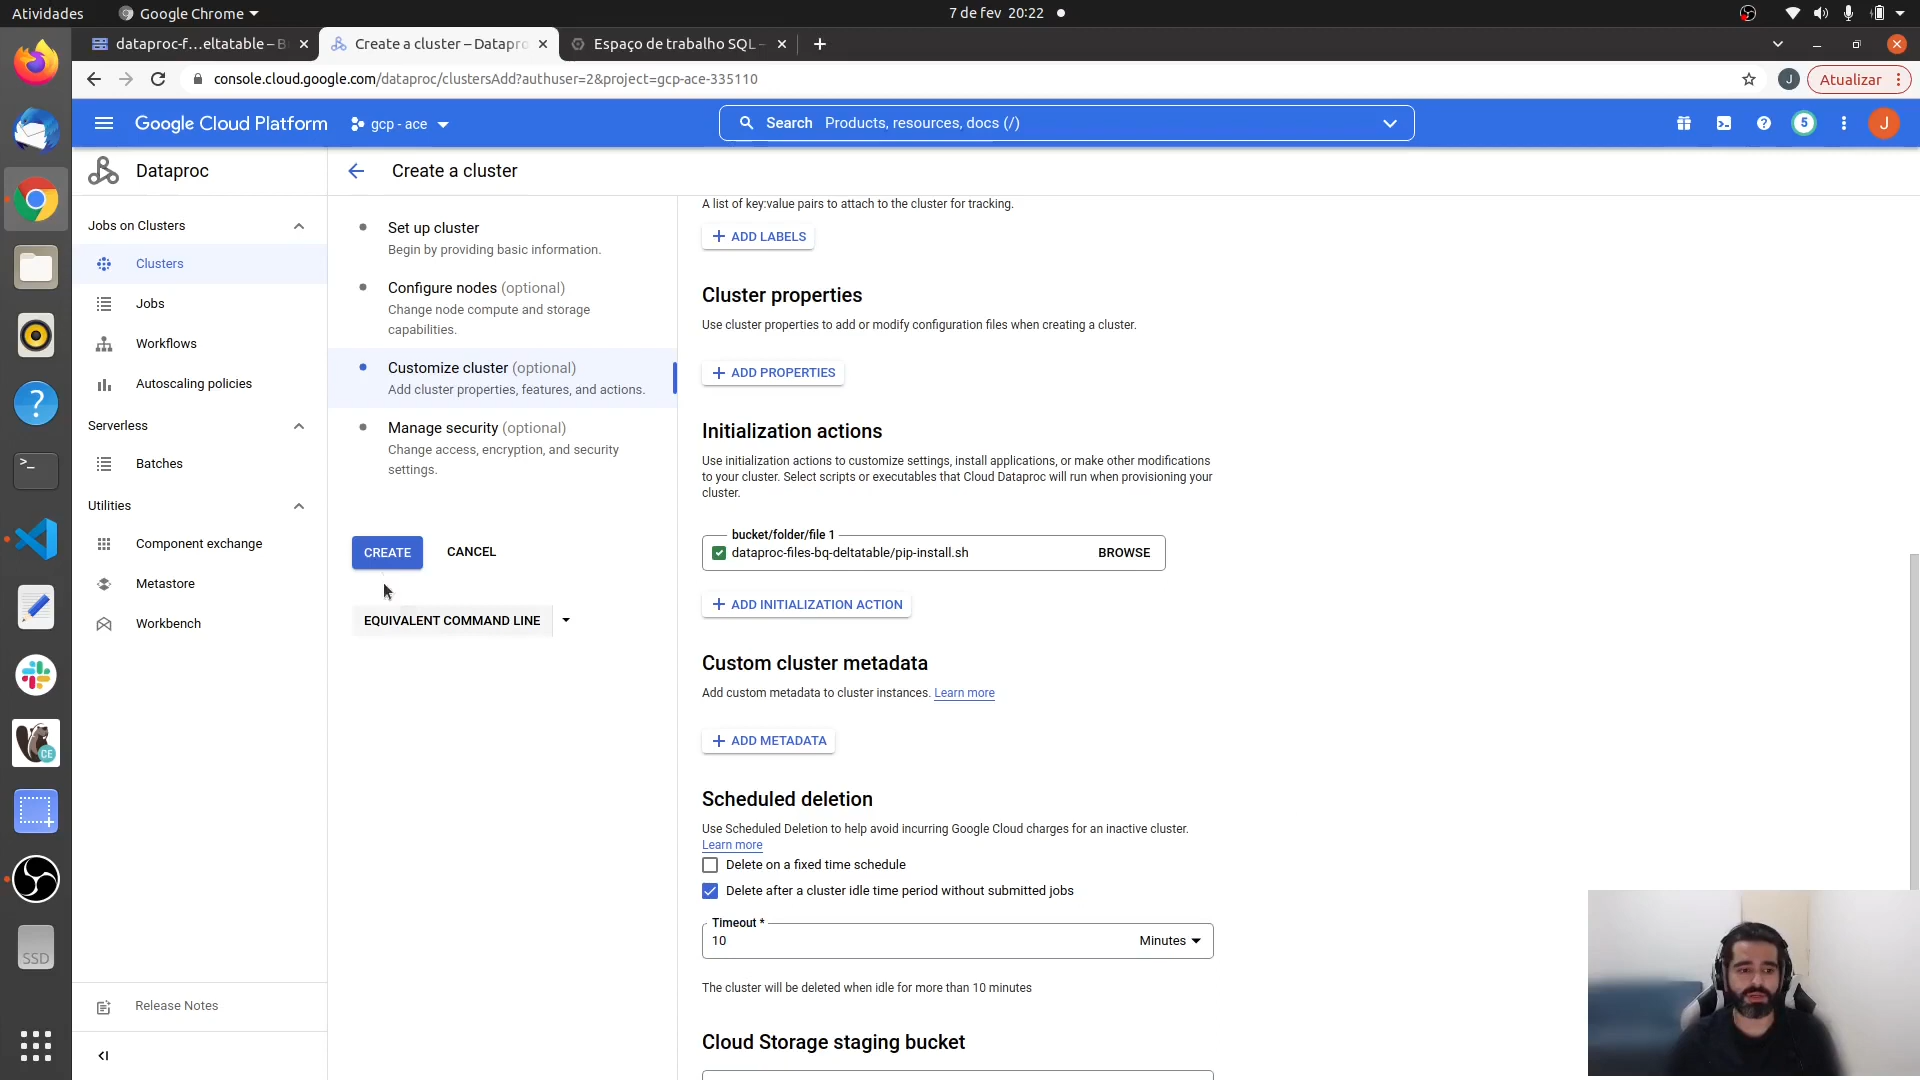 Atividades
Google Chrome
7 de fev 20:22
dataproc-f…eltatable – B
Create a cluster – Datapro
Espaço de trabalho SQL –
console.cloud.google.com/dataproc/clustersAdd?authuser=2&project=gcp-ace-335110
J
Atualizar
Google Cloud Platform
gcp - ace
Search Products, resources, docs (/)
5
J
Dataproc
Create a cluster
Jobs on Clusters
Clusters
Jobs
Workflows
Autoscaling policies
Serverless
Batches
Utilities
Component exchange
Metastore
Workbench
Release Notes
Set up cluster
Begin by providing basic information.
Configure nodes (optional)
Change node compute and storage
capabilities.
Customize cluster (optional)
Add cluster properties, features, and actions.
Manage security (optional)
Change access, encryption, and security
settings.
CREATE
CANCEL
EQUIVALENT COMMAND LINE
A list of key:value pairs to attach to the cluster for tracking.
ADD LABELS
Cluster properties
Use cluster properties to add or modify configuration files when creating a cluster.
ADD PROPERTIES
Initialization actions
Use initialization actions to customize settings, install applications, or make other modifications
to your cluster. Select scripts or executables that Cloud Dataproc will run when provisioning your
cluster.
bucket/folder/file 1
dataproc-files-bq-deltatable/pip-install.sh
BROWSE
ADD INITIALIZATION ACTION
Custom cluster metadata
Add custom metadata to cluster instances. Learn more
ADD METADATA
Scheduled deletion
Use Scheduled Deletion to help avoid incurring Google Cloud charges for an inactive cluster.
Learn more
Delete on a fixed time schedule
Delete after a cluster idle time period without submitted jobs
Timeout *
10
Minutes
The cluster will be deleted when idle for more than 10 minutes
Cloud Storage staging bucket
CE
SSD